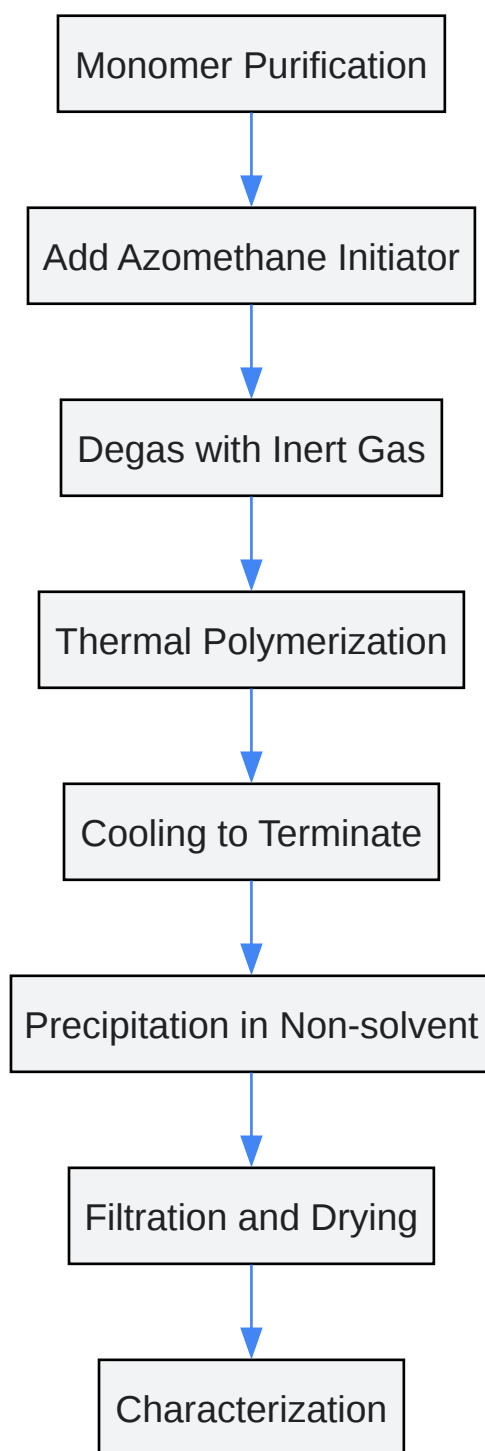 Monomer Purification
Add Azomethane Initiator
Degas with Inert Gas
Thermal Polymerization
Cooling to Terminate
Precipitation in Non-solvent
Filtration and Drying
Characterization